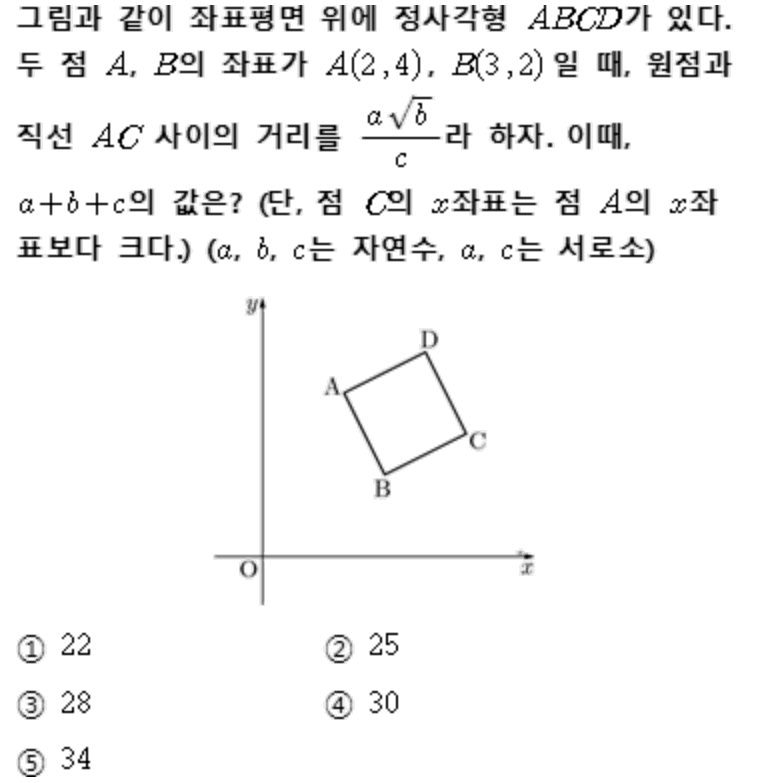 그림과 같이 좌표평면 위에 정사각형 ABCD가 있다.
두 점 A, B의 좌표가 A(2,4), B(3,2)일 때, 원점과
직선 AC 사이의 거리를 a√b/c라 하자. 이때,
a+b+c의 값은? (단, 점 C의 x좌표는 점 A의 x좌
표보다 크다.) (a, b, c는 자연수, a, c는 서로소)
y
D
A
C
B
O
x
① 22 ② 25
③ 28 ④ 30
⑤ 34